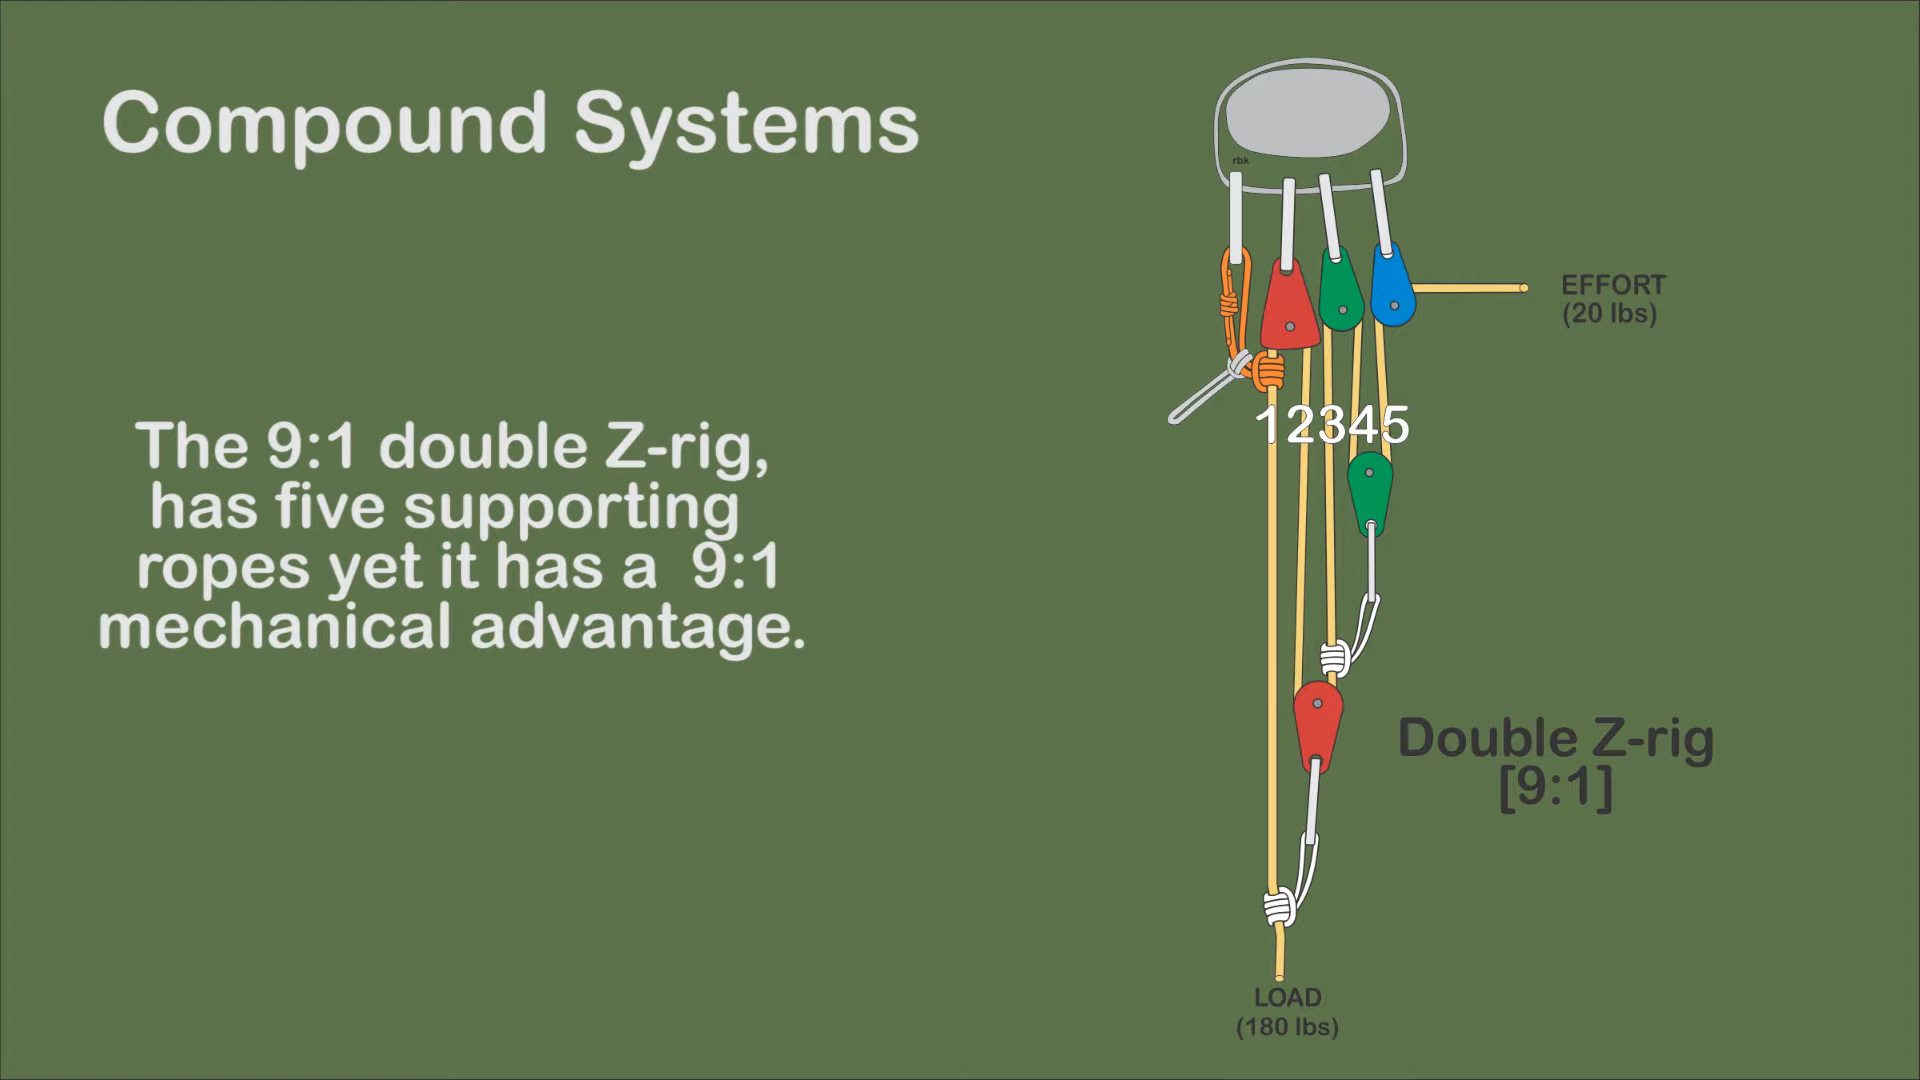 Compound Systems
rbk
EFFORT
(20 lbs)
12345
The 9:1 double Z-rig,
has five supporting
ropes yet it has a 9:1
mechanical advantage.
Double Z-rig
[9:1]
LOAD
(180 lbs)